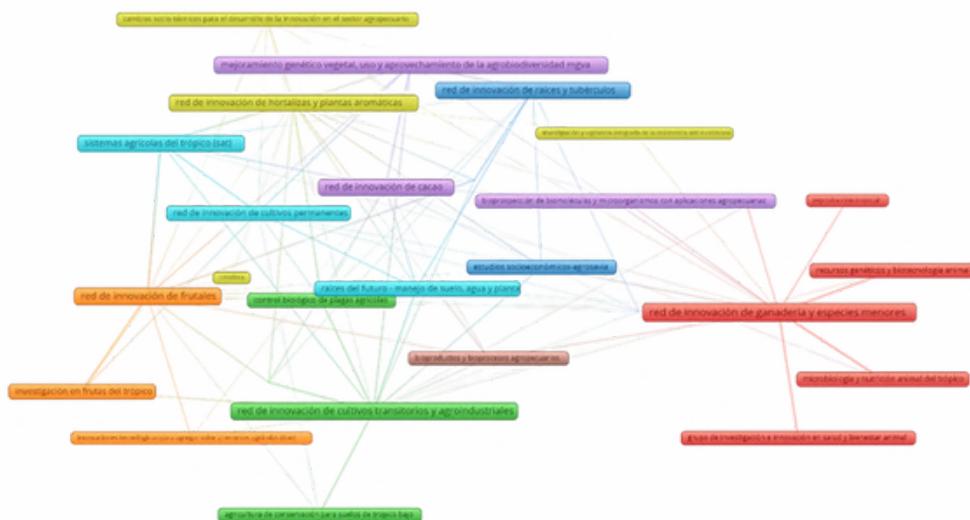 cambios socio-técnicos para el desarrollo de la innovación en el sector agropecuario
mejoramiento genético vegetal, uso y aprovechamiento de la agrobiodiversidad mgva
red de innovación de raíces y tubérculos
red de innovación de hortalizas y plantas aromáticas
sistemas agrícolas del trópico (sat)
red de innovación de cacao
bioprospección de biomoléculas y microorganismos con aplicaciones agropecuarias
red de innovación de cultivos permanentes
estudios socioeconómicos-agrosavia
recursos genéticos y biotecnología animal
raíces del futuro - manejo de suelo, agua y planta
red de innovación de frutales
control biológico de plagas agrícolas
red de innovación de ganadería y especies menores
bioproductos y bioprocesos agropecuarios
microbiología y nutrición animal del trópico
investigación en frutas del trópico
red de innovación de cultivos transitorios y agroindustriales
grupo de investigación e innovación en salud y bienestar animal
agricultura de conservación para suelos de trópico bajo